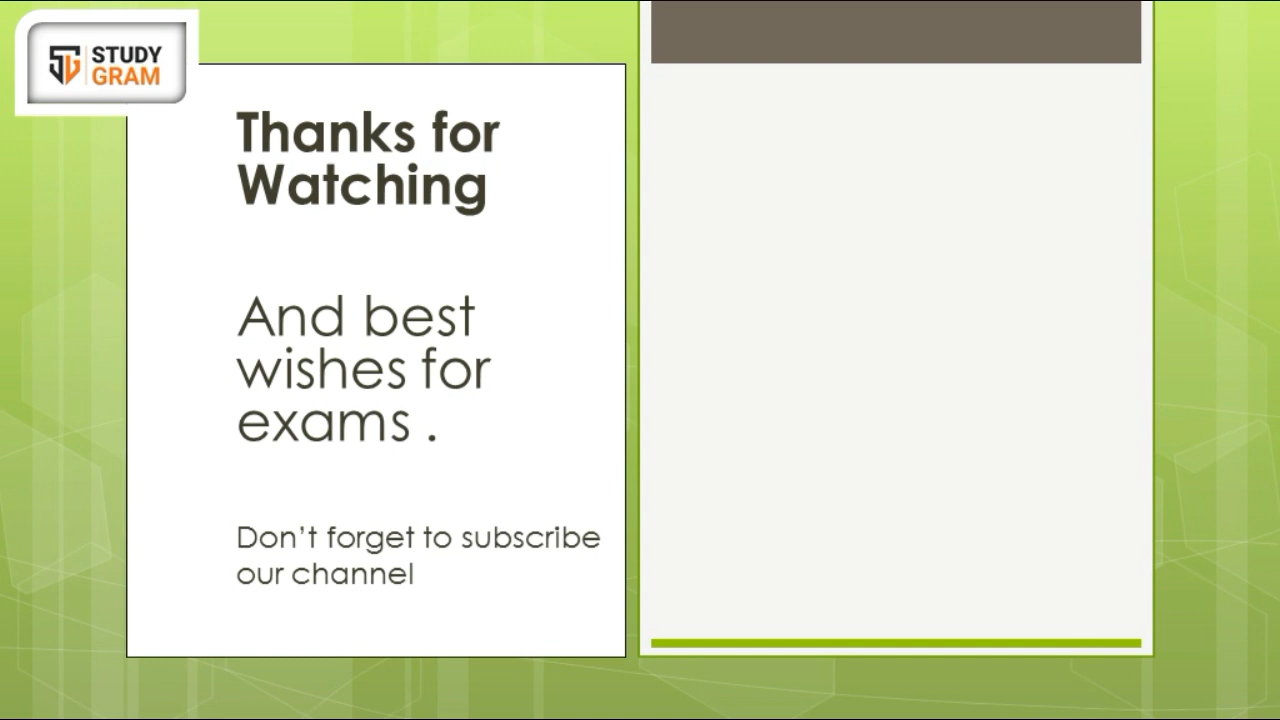 STUDY
GRAM
Thanks for
Watching
And best
wishes for
exams .
Don't forget to subscribe
our channel